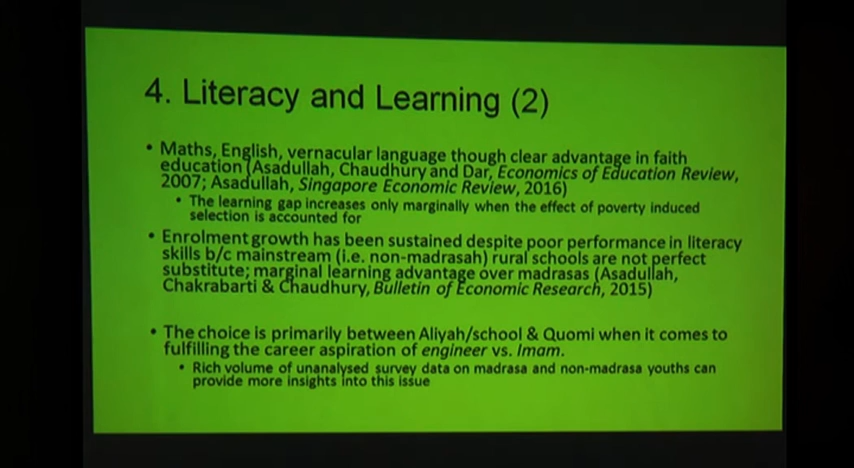 4. Literacy and Learning (2)
• Maths, English, vernacular language though clear advantage in faith
education (Asadullah, Chaudhury and Dar, Economics of Education Review,
2007; Asadullah, Singapore Economic Review, 2016)
• The learning gap increases only marginally when the effect of poverty induced
selection is accounted for
• Enrolment growth has been sustained despite poor performance in literacy
skills b/c mainstream (i.e. non-madrasah) rural schools are not perfect
substitute; marginal learning advantage over madrasas (Asadullah,
Chakrabarti & Chaudhury, Bulletin of Economic Research, 2015)
• The choice is primarily between Aliyah/school & Quomi when it comes to
fulfilling the career aspiration of engineer vs. Imam.
• Rich volume of unanalysed survey data on madrasa and non-madrasa youths can
provide more insights into this issue